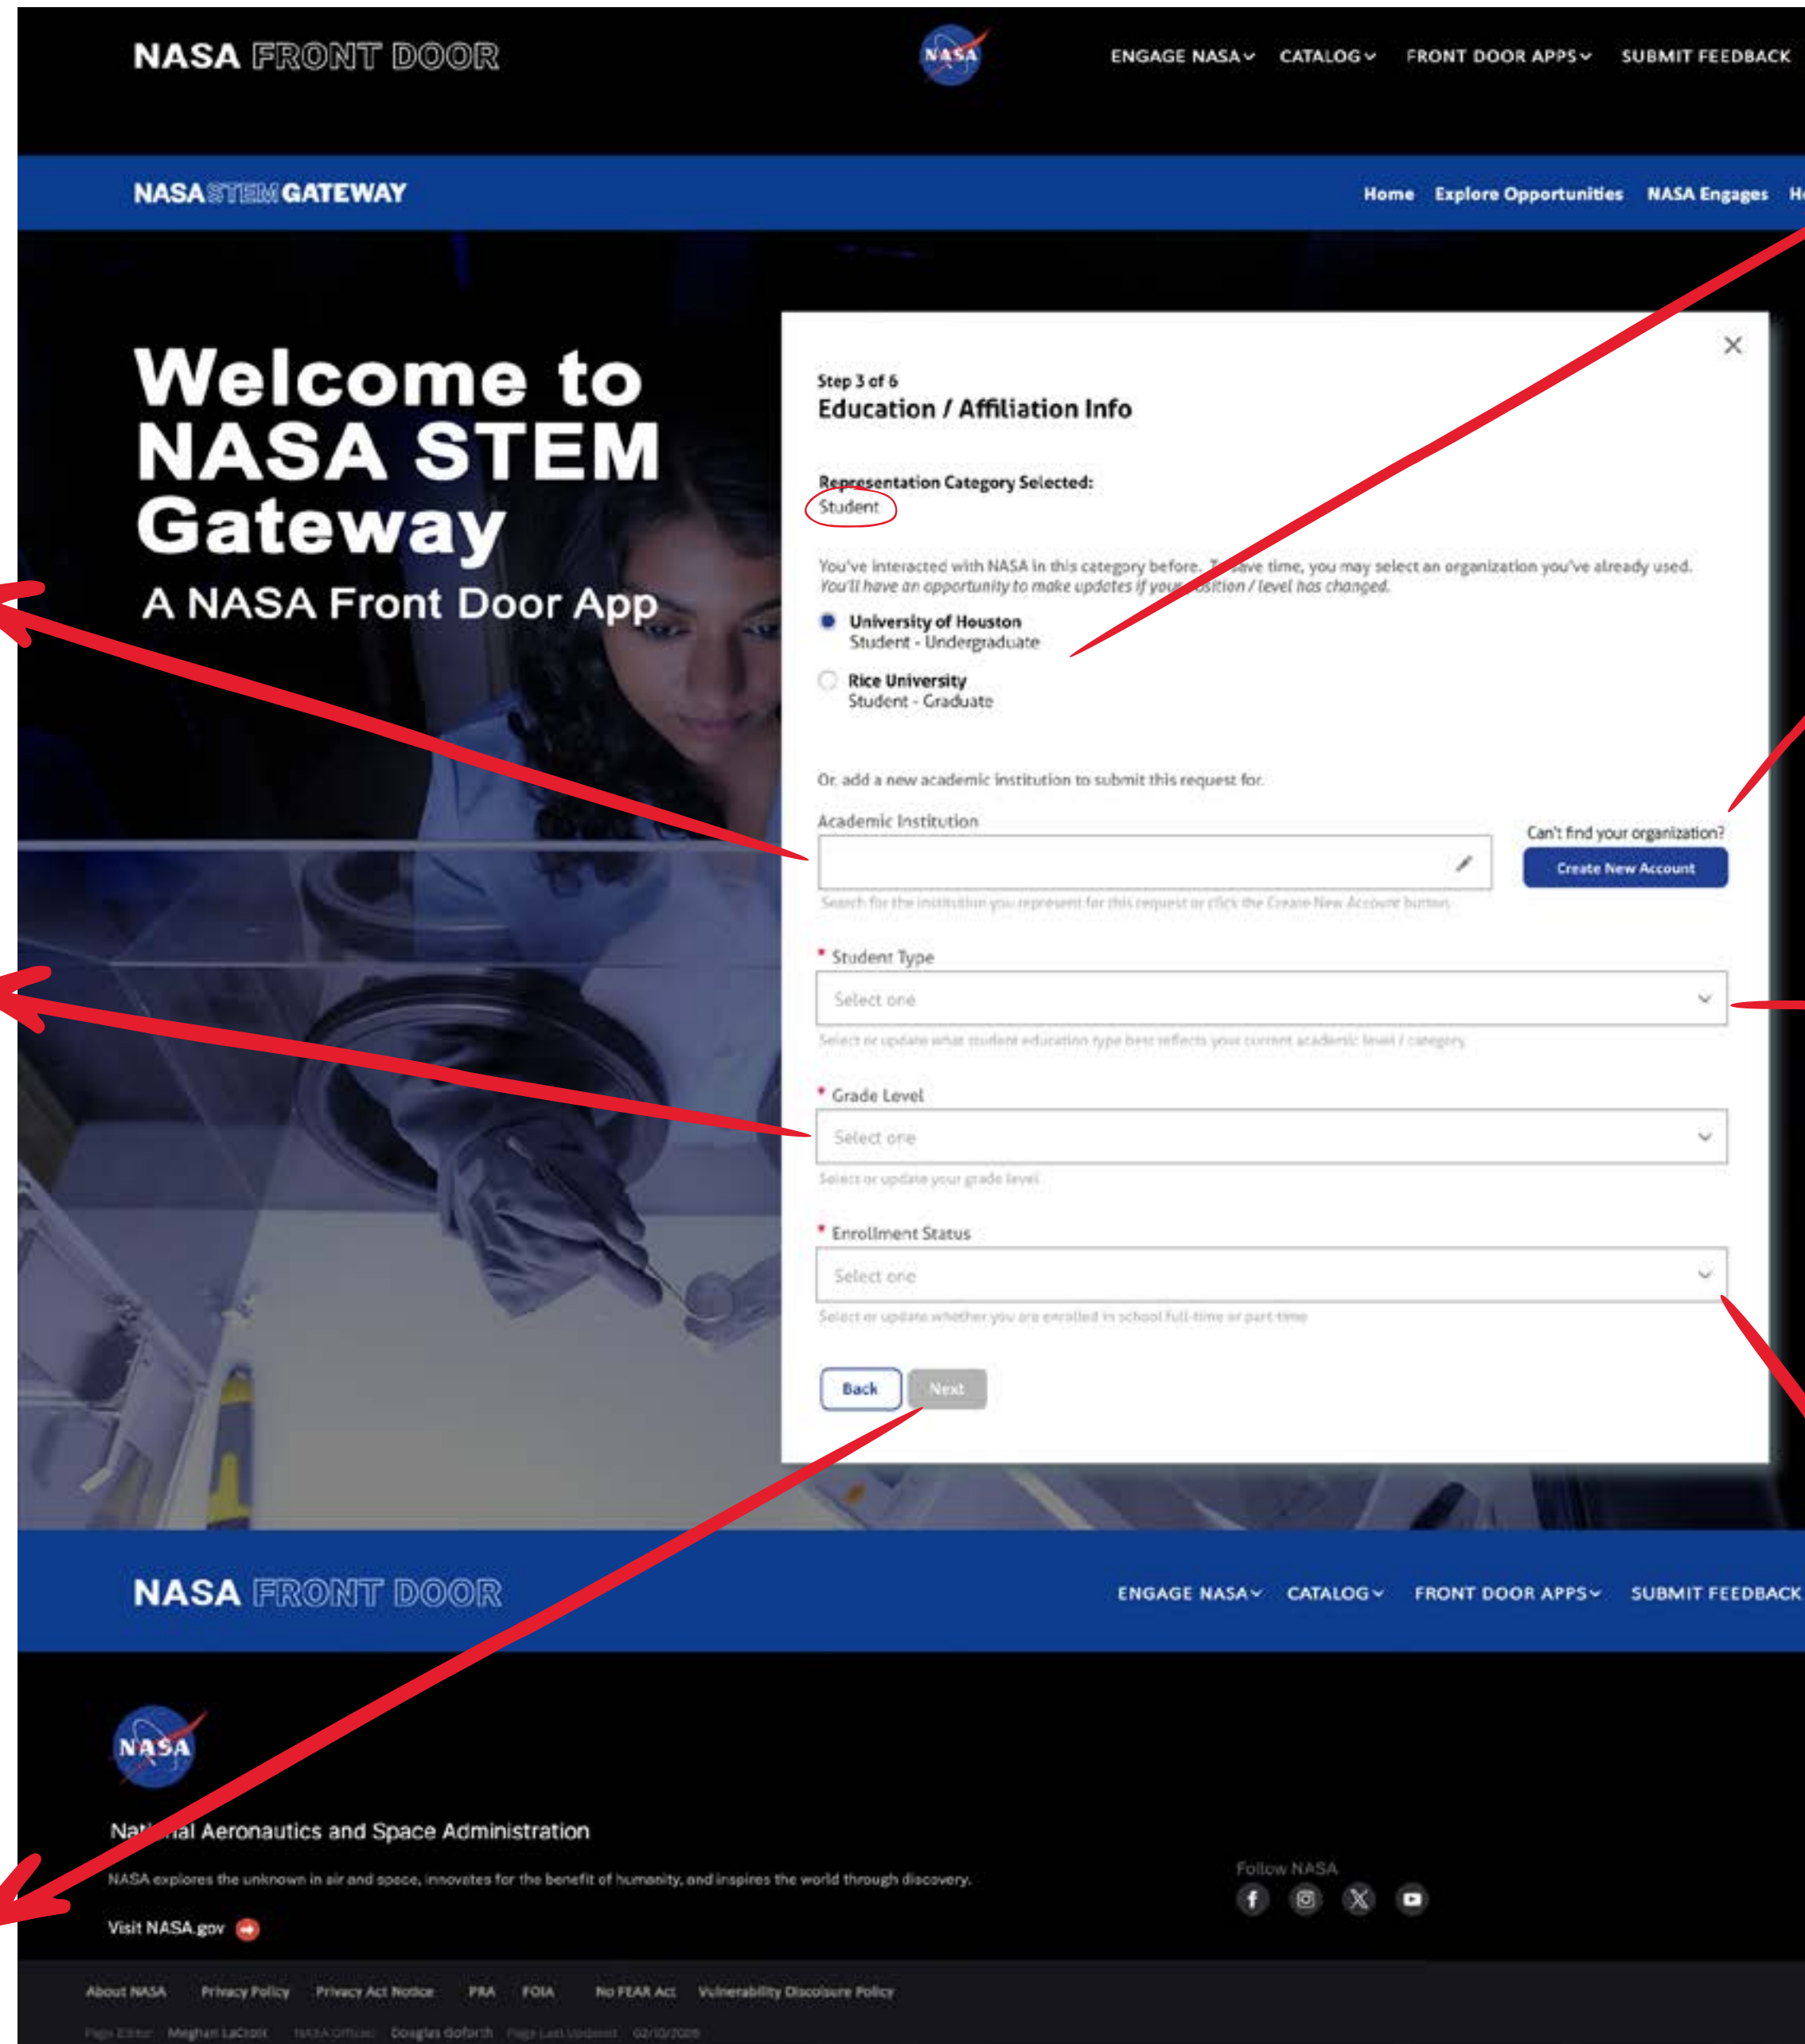 NASA FRONT DOOR
NASA
ENGAGE NASA CATALOG FRONT DOOR APPS SUBMIT FEEDBACK
NASA STEM GATEWAY
Home Explore Opportunities NASA Engages
Welcome to
NASA STEM
Gateway
A NASA Front Door App
Step 3 of 6
Education / Affiliation Info
Representation Category Selected:
Student
You've interacted with NASA in this category before. To save time, you may select an organization you've already used.
You'll have an opportunity to make updates if your position / level has changed.
University of Houston
Student - Undergraduate
Rice University
Student - Graduate
Or, add a new academic institution to submit this request for.
Academic Institution
Can't find your organization?
Create New Account
Search for the institution you represent for this request or click the Create New Account button.
* Student Type
Select one
Select or update what student education type best reflects your current academic level / category
* Grade Level
Select one
Select or update your grade level
* Enrollment Status
Select one
Select or update whether you are enrolled in school full-time or part-time
Back Next
NASA FRONT DOOR
ENGAGE NASA CATALOG FRONT DOOR APPS SUBMIT FEEDBACK
NASA
National Aeronautics and Space Administration
NASA explores the unknown in air and space, innovates for the benefit of humanity, and inspires the world through discovery.
Visit NASA.gov
Follow NASA
About NASA Privacy Policy Privacy Act Notice PRA FOIA No FEAR Act Vulnerability Discolsure Policy
Page Editor: Meghan LaCroix NASA Official: Douglas Goforth Page Last Updated: